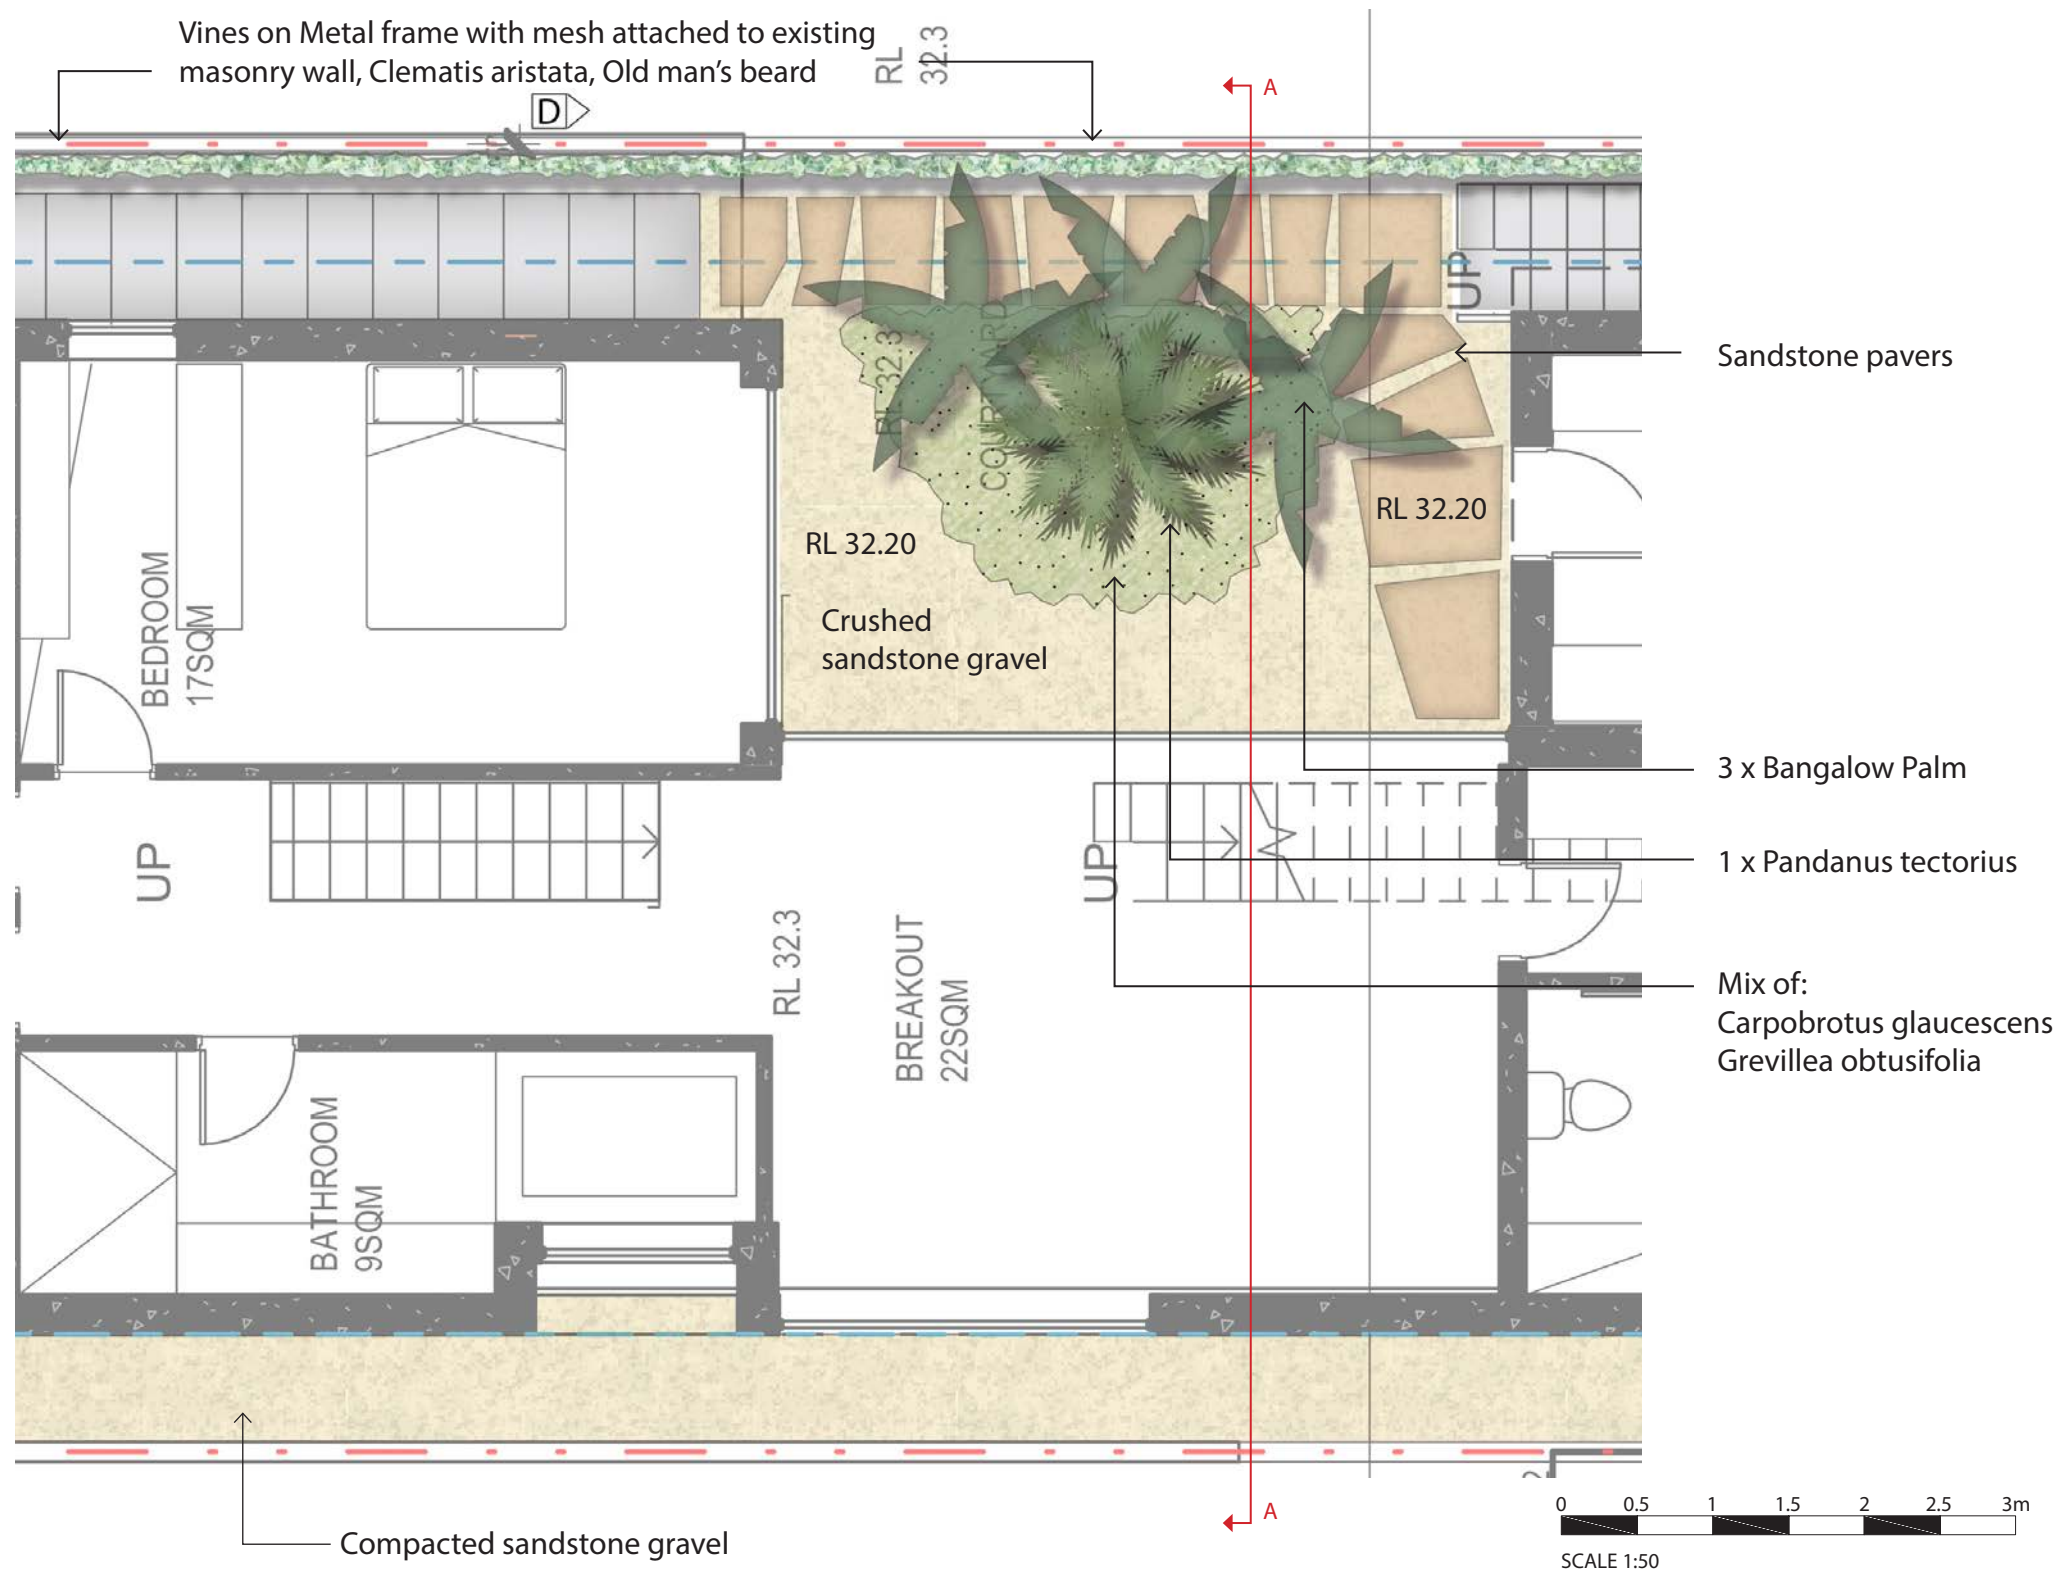 Vines on Metal frame with mesh attached to existing
masonry wall, Clematis aristata, Old man's beard
RL
32.3
A
D
UP
Sandstone pavers
RL 32.3
COURTYARD
RL 32.20
RL 32.20
Crushed
sandstone gravel
BEDROOM
17SQM
3 x Bangalow Palm
UP
UP
1 x Pandanus tectorius
RL 32.3
BREAKOUT
22SQM
Mix of:
Carpobrotus glaucescens
Grevillea obtusifolia
BATHROOM
9SQM
A
0 0.5 1 1.5 2 2.5 3m
Compacted sandstone gravel
SCALE 1:50